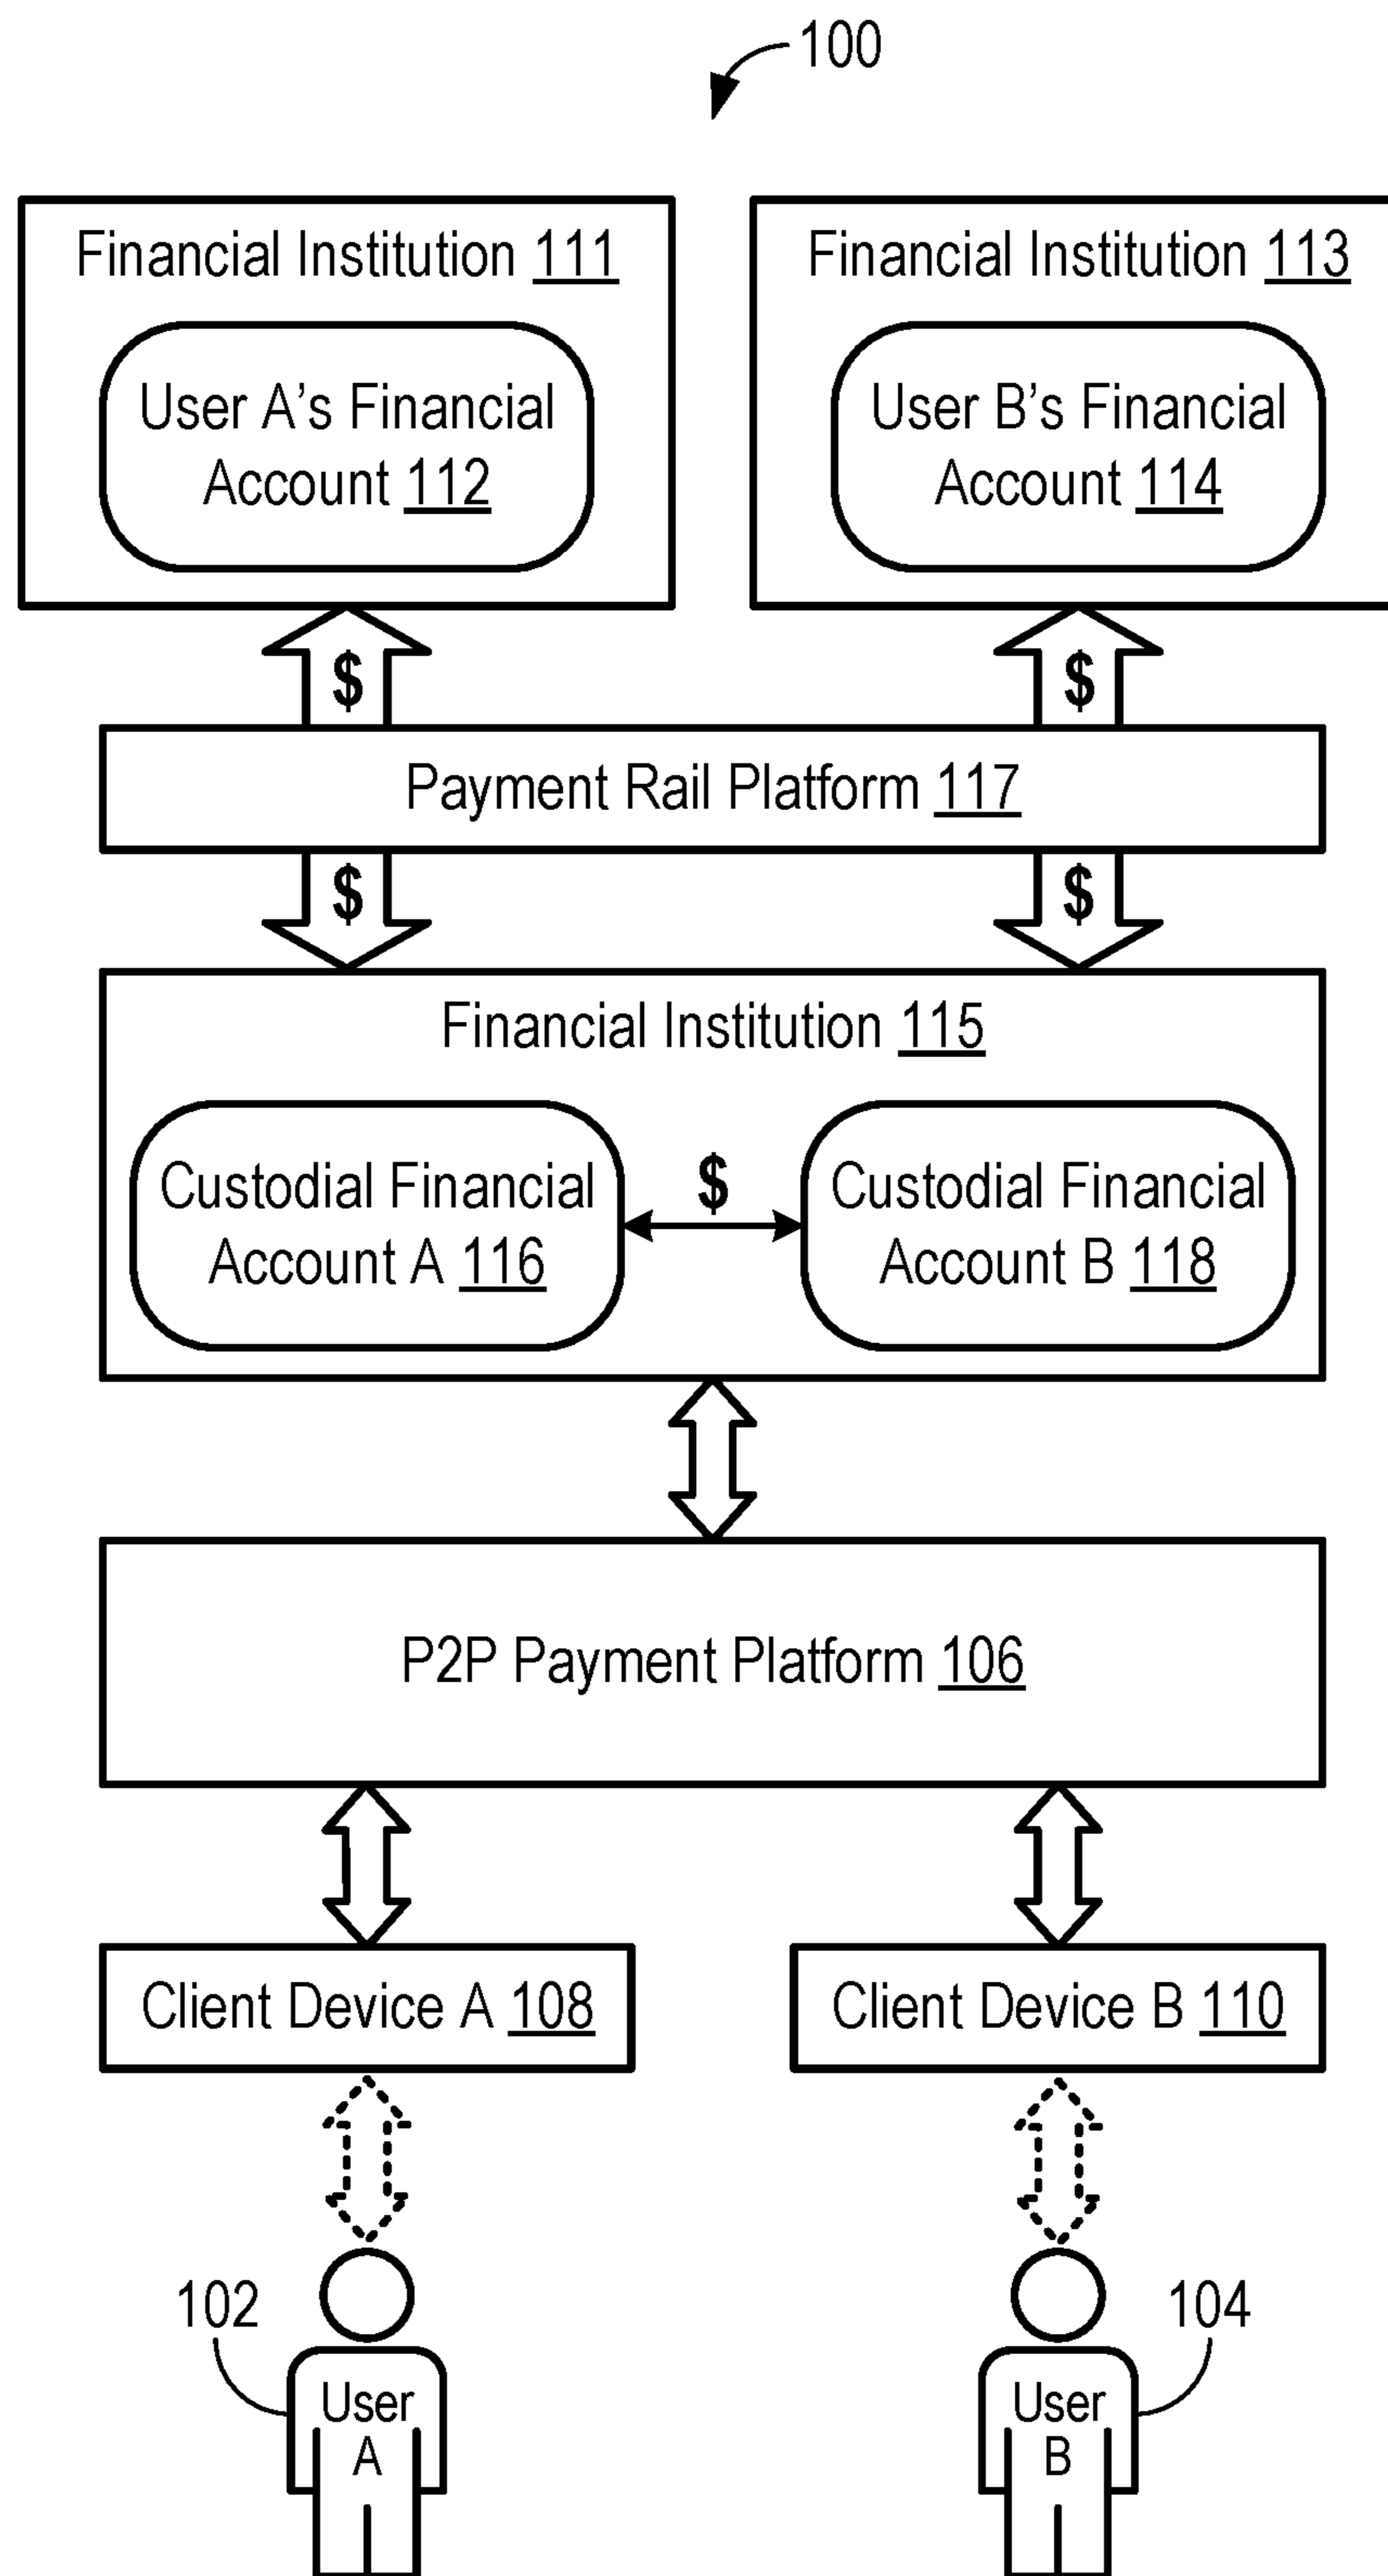 100
Financial Institution 111
User A's Financial
Account 112
Financial Institution 113
User B's Financial
Account 114
$
$
Payment Rail Platform 117
$
$
Financial Institution 115
Custodial Financial
Account A 116
$
Custodial Financial
Account B 118
P2P Payment Platform 106
Client Device A 108
Client Device B 110
102
User
A
User
B
104